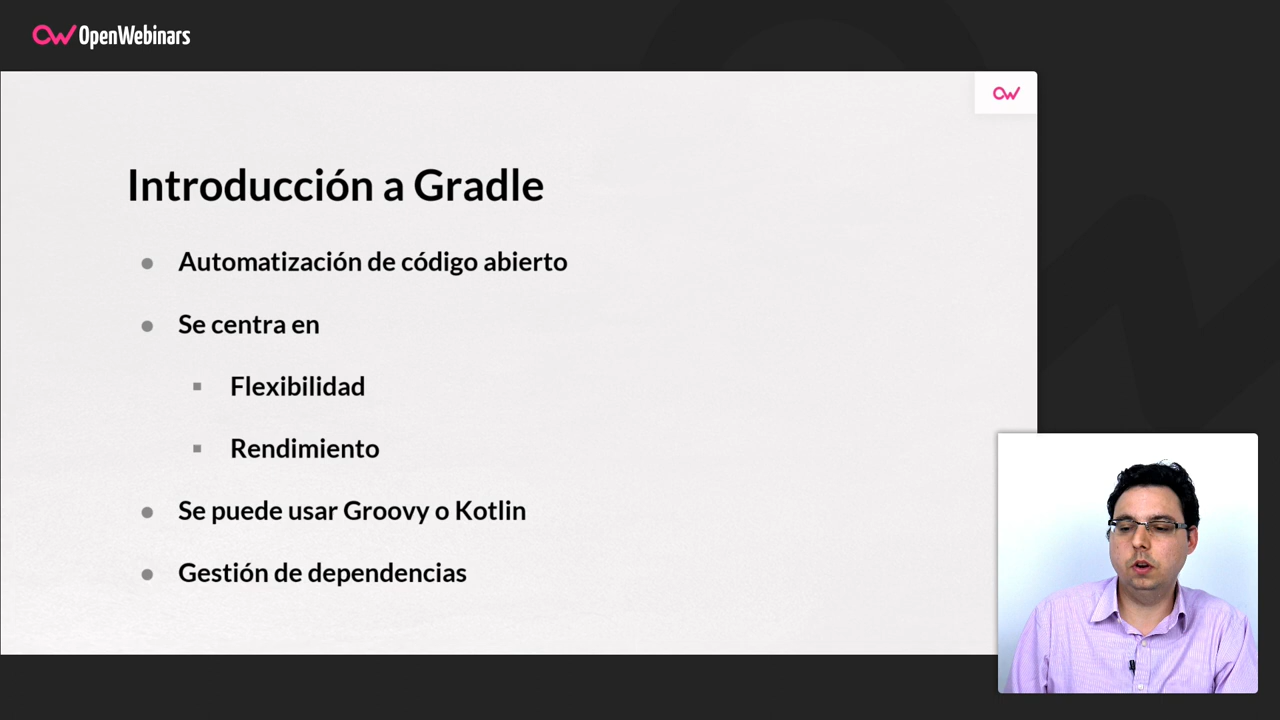 OpenWebinars
Introducción a Gradle
Automatización de código abierto
Se centra en
Flexibilidad
Rendimiento
Se puede usar Groovy o Kotlin
Gestión de dependencias